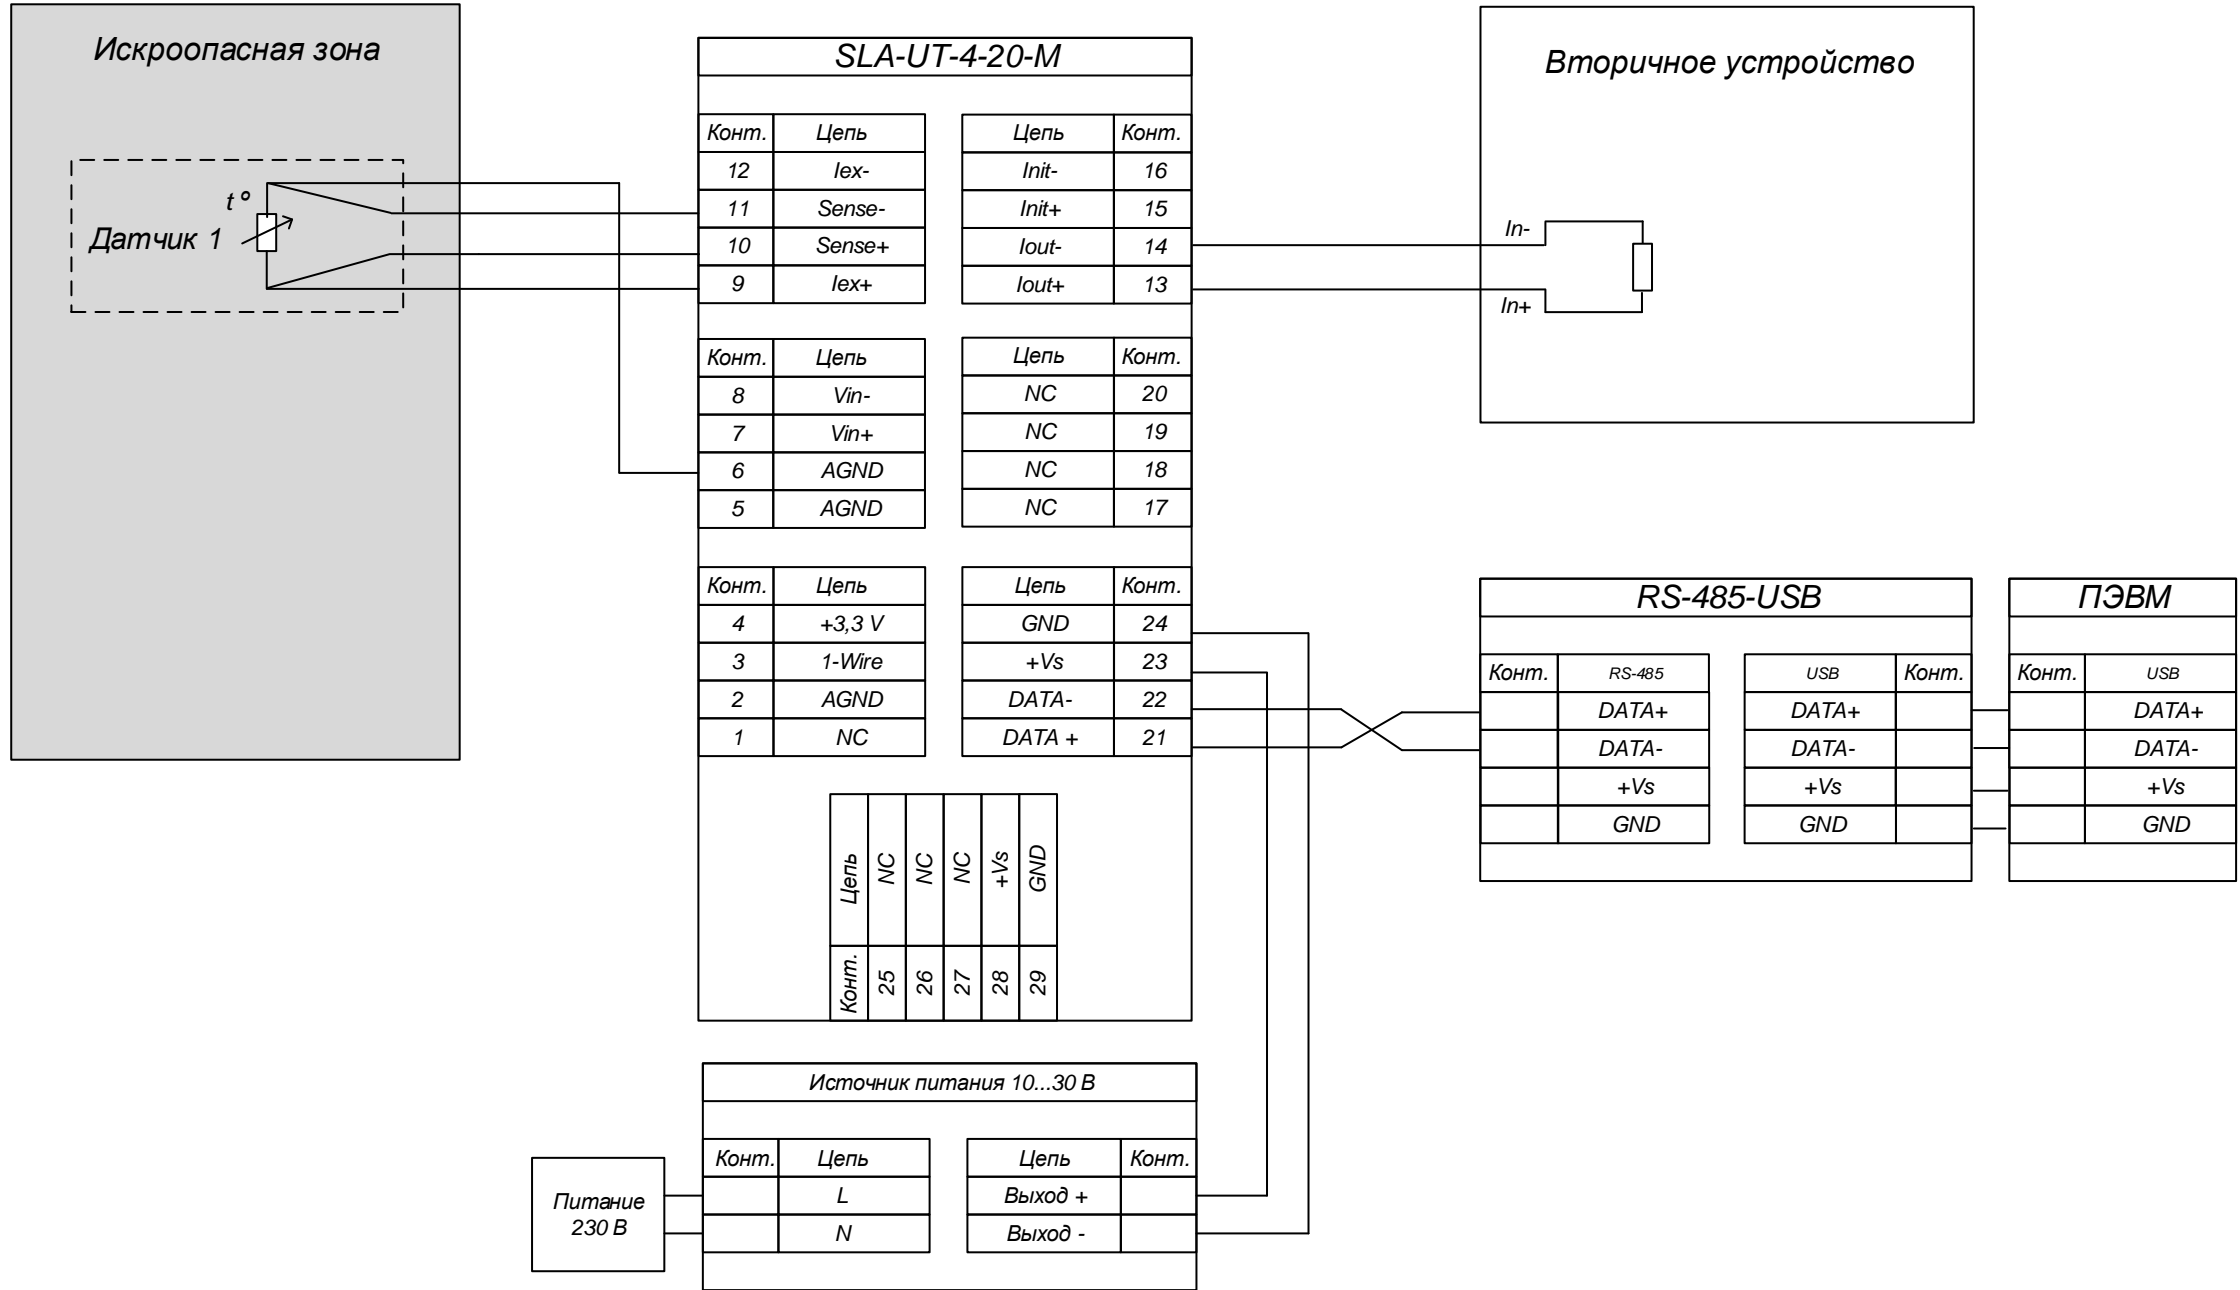 Искроопасная зона
t °
Датчик 1
SLA-UT-4-20-M
Конт. Цепь
12 Iex-
11 Sense-
10 Sense+
9 Iex+
Цепь Конт.
Init- 16
Init+ 15
Iout- 14
Iout+ 13
Конт. Цепь
8 Vin-
7 Vin+
6 AGND
5 AGND
Цепь Конт.
NC 20
NC 19
NC 18
NC 17
Конт. Цепь
4 +3,3 V
3 1-Wire
2 AGND
1 NC
Цепь Конт.
GND 24
+Vs 23
DATA- 22
DATA + 21
Цепь NC NC NC +Vs GND
Конт. 25 26 27 28 29
Вторичное устройство
In-
In+
RS-485-USB
Конт. RS-485
DATA+
DATA-
+Vs
GND
USB Конт.
DATA+
DATA-
+Vs
GND
ПЭВМ
Конт. USB
DATA+
DATA-
+Vs
GND
Источник питания 10...30 В
Питание
230 В
Конт. Цепь
L
N
Цепь Конт.
Выход +
Выход -